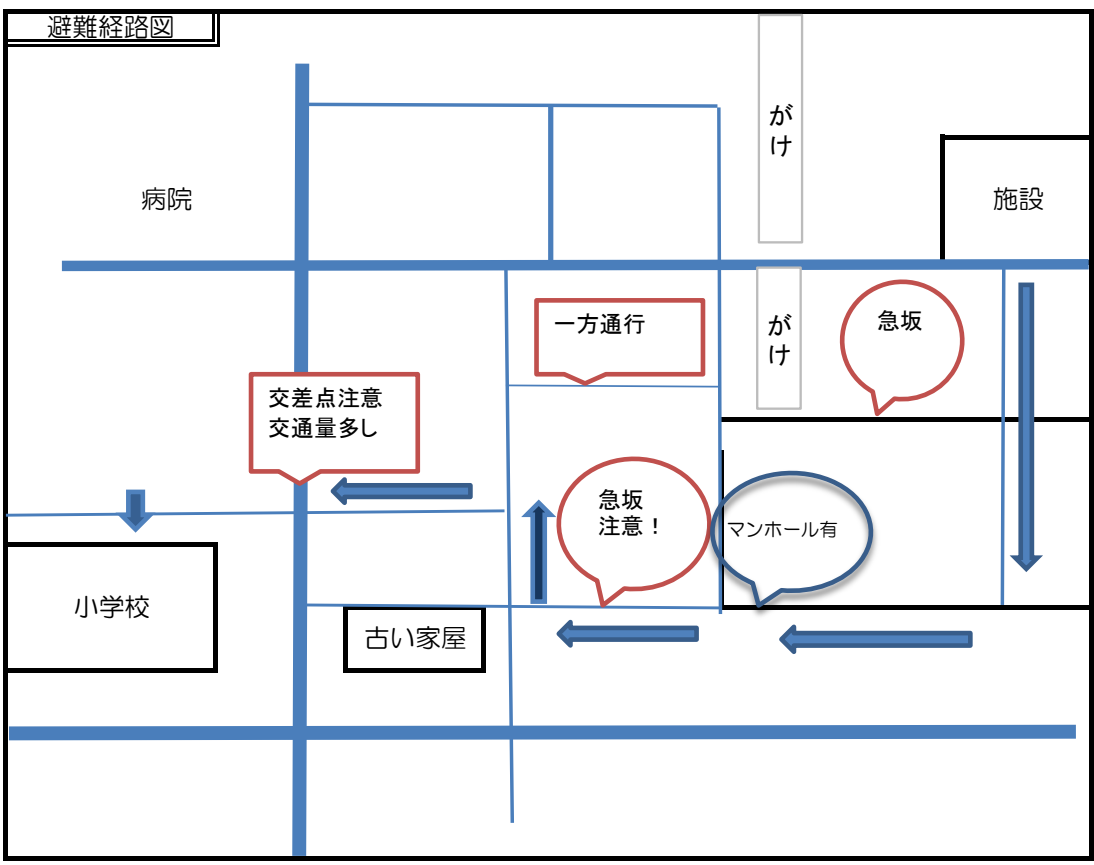 避難経路図
がけ
病院
施設
がけ
急坂
一方通行
交差点注意
交通量多し
急坂
注意！
マンホール有
小学校
古い家屋